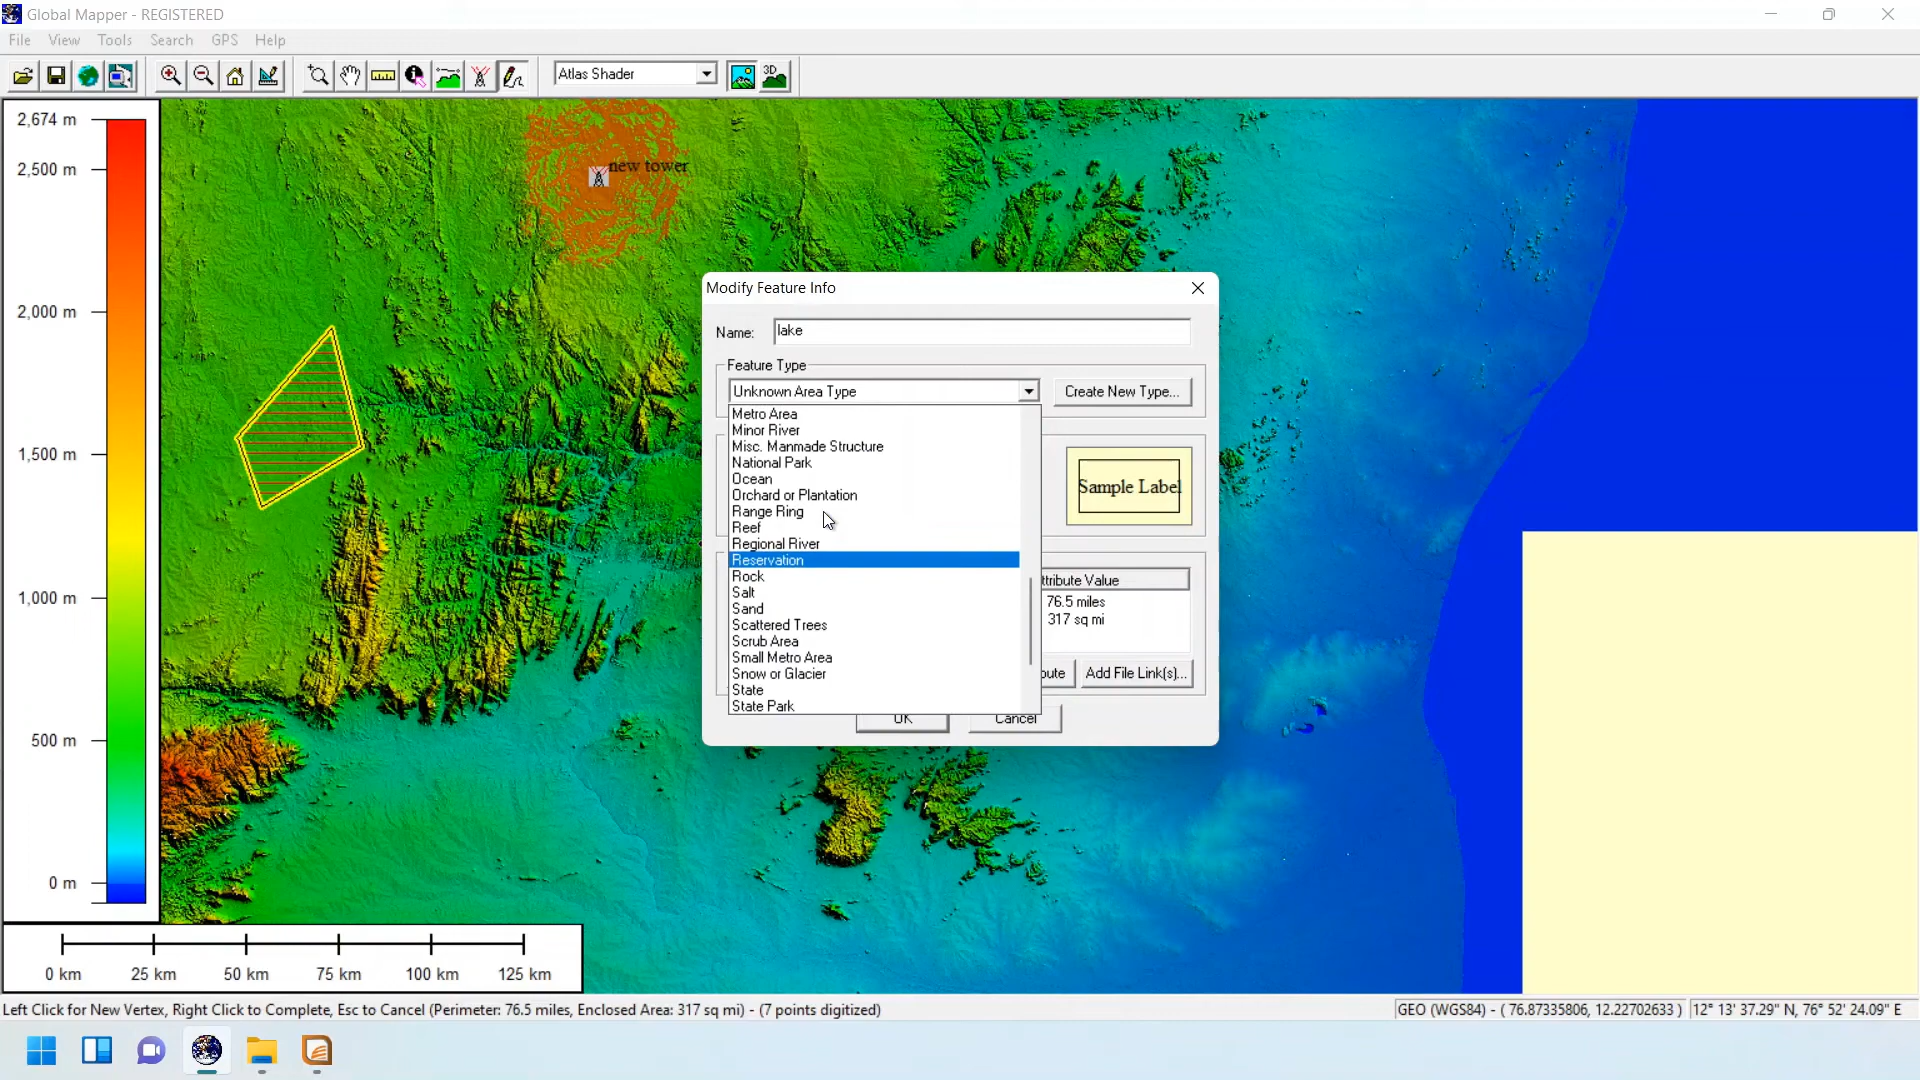 Global Mapper - REGISTERED
File View Tools Search GPS Help
Atlas Shader
3D
2,674 m
2,500 m
2,000 m
1,500 m
1,000 m
500 m
0 m
new tower
Modify Feature Info
Name: lake
Feature Type
Unknown Area Type
Create New Type...
Metro Area
Minor River
Misc. Manmade Structure
National Park
Ocean
Orchard or Plantation
Range Ring
Reef
Regional River
Reservation
Rock
Salt
Sand
Scattered Trees
Scrub Area
Small Metro Area
Snow or Glacier
State
State Park
Sample Label
ttribute Value
76.5 miles
317 sq mi
bute
Add File Link(s)...
OK
Cancel
0 km 25 km 50 km 75 km 100 km 125 km
Left Click for New Vertex, Right Click to Complete, Esc to Cancel (Perimeter: 76.5 miles, Enclosed Area: 317 sq mi) - (7 points digitized)
GEO (WGS84) - ( 76.87335806, 12.22702633 ) 12° 13' 37.29" N, 76° 52' 24.09" E